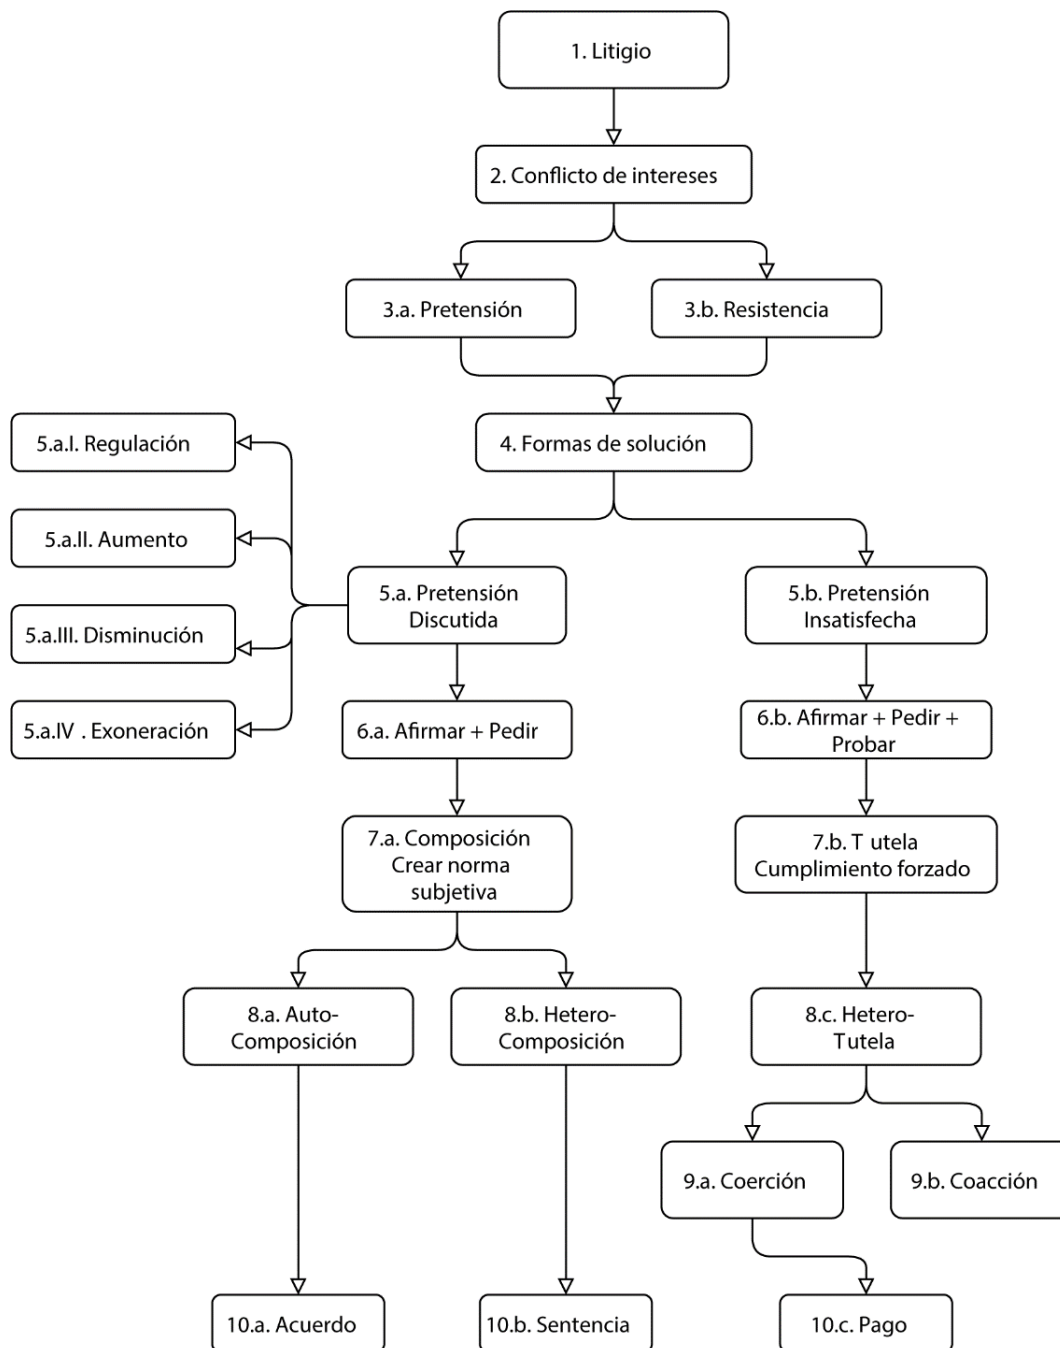 1. Litigio
2. Conflicto de intereses
3.a. Pretensión
3.b. Resistencia
4. Formas de solución
5.a.I. Regulación
5.a.II. Aumento
5.a.III. Disminución
5.a.IV . Exoneración
5.a. Pretensión
Discutida
5.b. Pretensión
Insatisfecha
6.a. Afirmar + Pedir
6.b. Afirmar + Pedir +
Probar
7.a. Composición
Crear norma
subjetiva
7.b. T utela
Cumplimiento forzado
8.a. Auto-
Composición
8.b. Hetero-
Composición
8.c. Hetero-
Tutela
9.a. Coerción
9.b. Coacción
10.a. Acuerdo
10.b. Sentencia
10.c. Pago